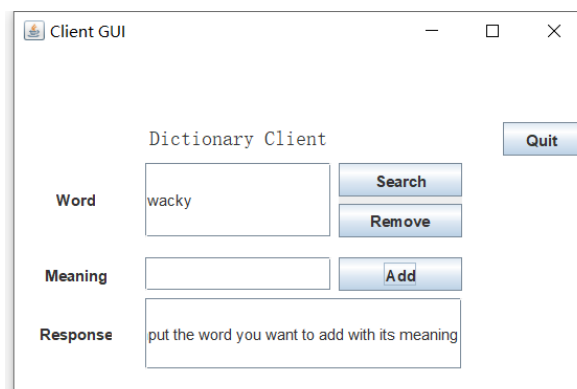 Client GUI
Dictionary Client
Quit
Word
wacky
Search
Remove
Meaning
Add
Response
put the word you want to add with its meaning